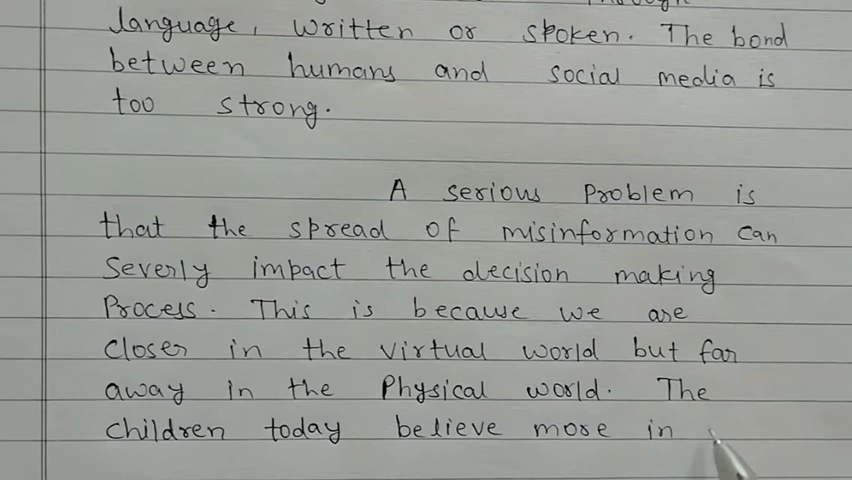 language, written or spoken. The bond
between humans and social media is
too strong.
A serious problem is
that the spread of misinformation can
severly impact the decision making
process. This is because we are
closer in the virtual world but far
away in the physical world. The
children today believe more in